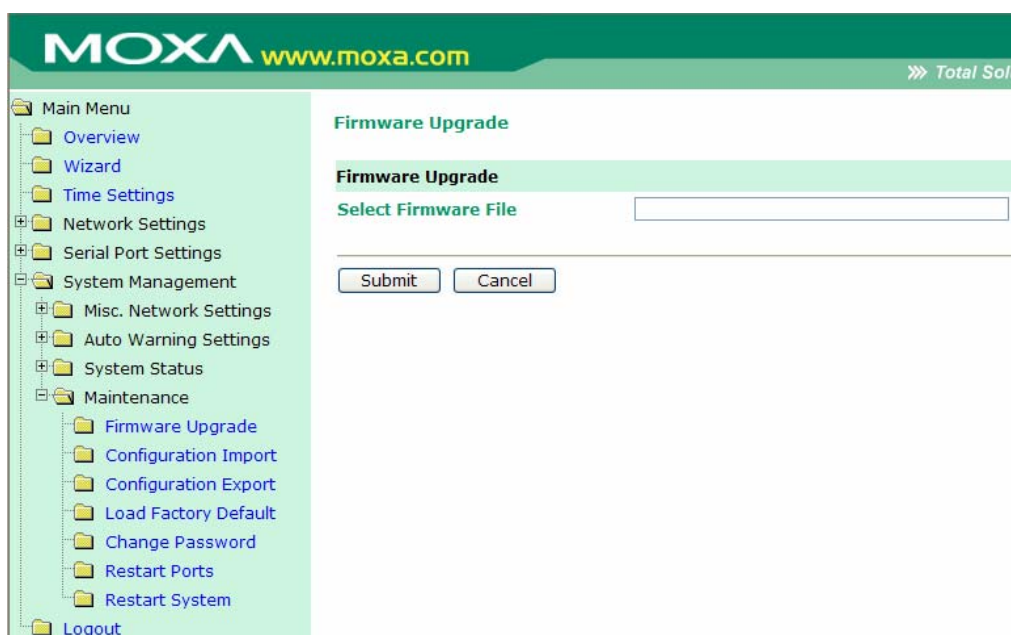 MOXA www.moxa.com
Total Sol
Main Menu
Overview
Wizard
Time Settings
Network Settings
Serial Port Settings
System Management
Misc. Network Settings
Auto Warning Settings
System Status
Maintenance
Firmware Upgrade
Configuration Import
Configuration Export
Load Factory Default
Change Password
Restart Ports
Restart System
Logout
Firmware Upgrade
Firmware Upgrade
Select Firmware File
Submit Cancel